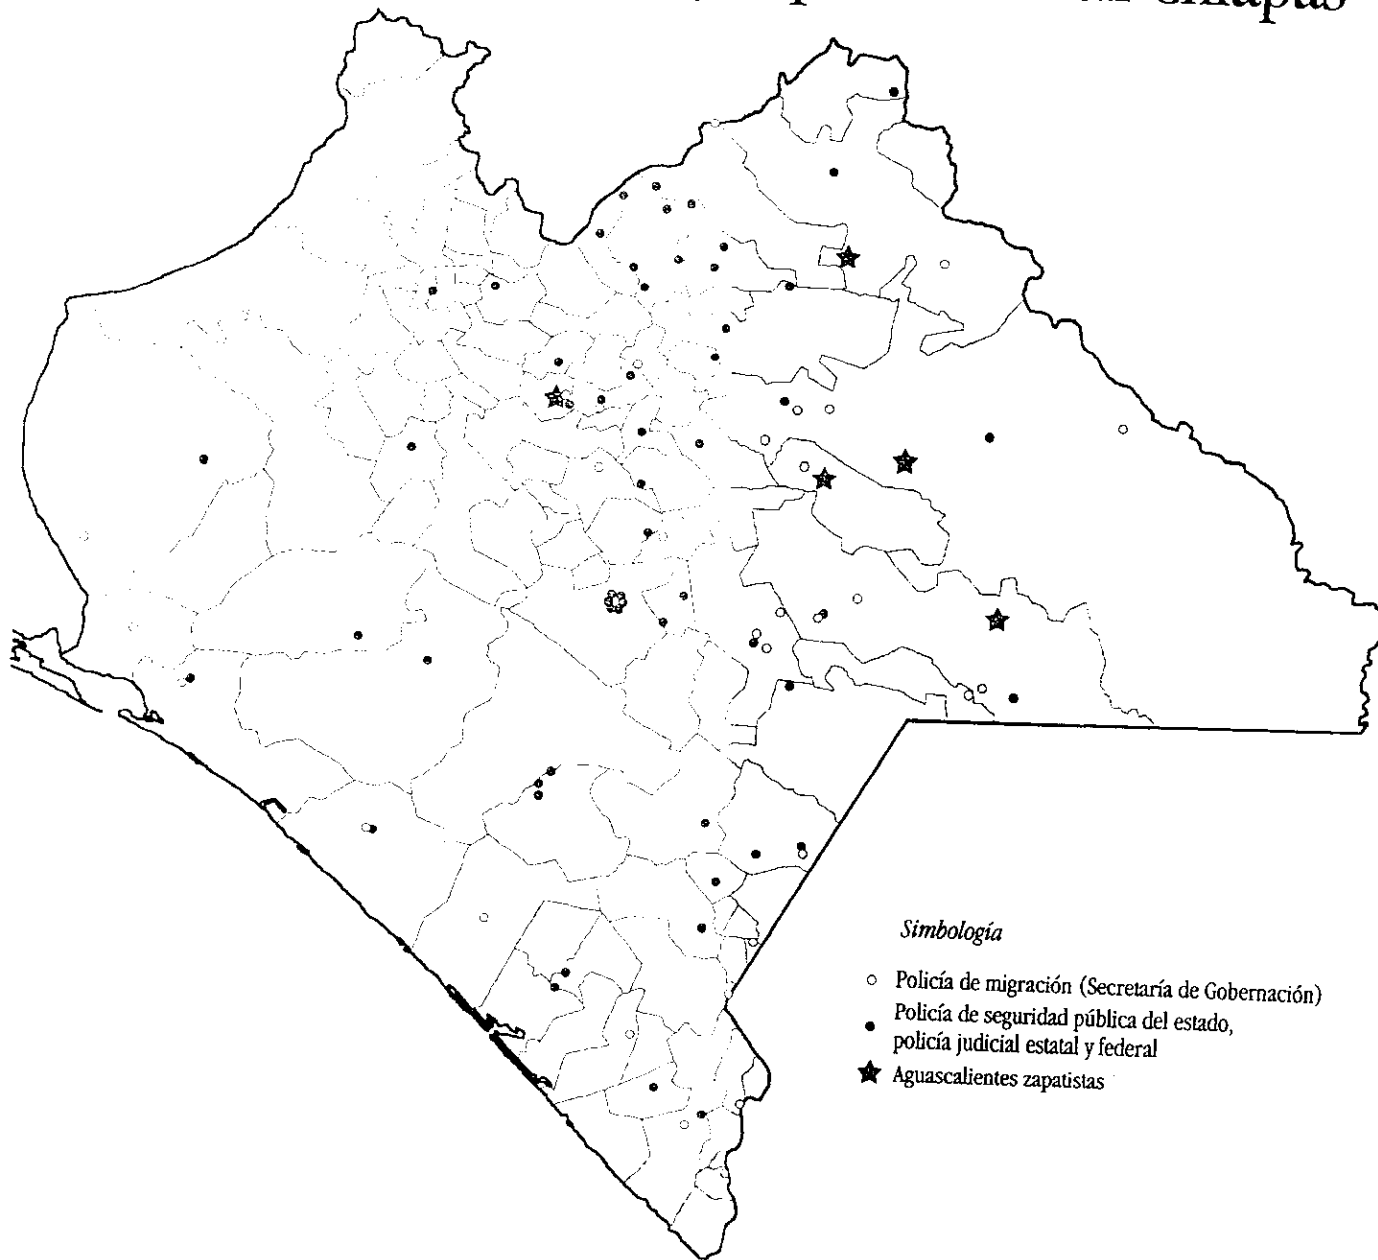 Chiapas
Simbología
Policía de migración (Secretaría de Gobernación)
Policía de seguridad pública del estado,
policía judicial estatal y federal
Aguascalientes zapatistas